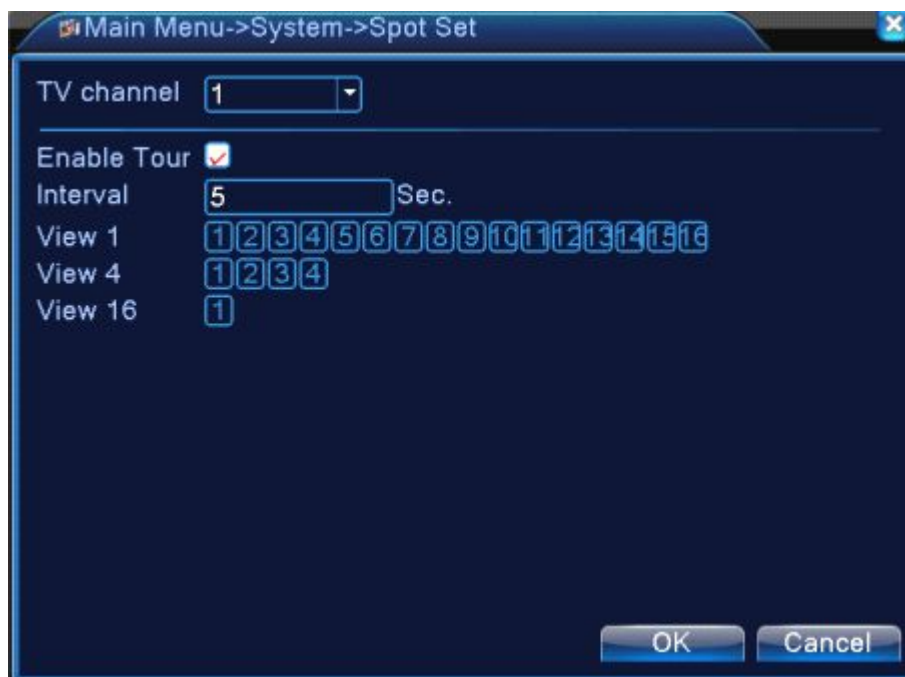 Main Menu->System->Spot Set
TV channel 1
Enable Tour
Interval 5 Sec.
View 1 1 2 3 4 5 6 7 8 9 10 11 12 13 14 15 16
View 4 1 2 3 4
View 16 1
OK Cancel